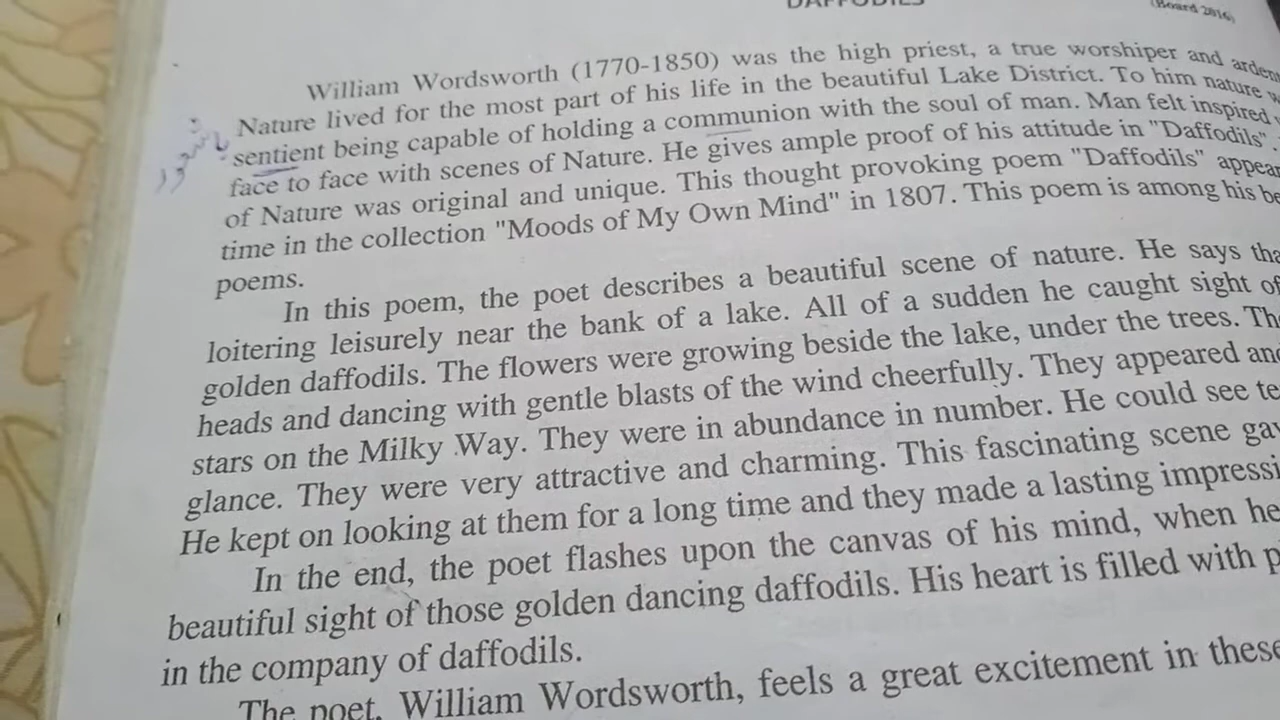 DAFFODILS
(Board 2016)
William Wordsworth (1770-1850) was the high priest, a true worshiper and
Nature lived for the most part of his life in the beautiful Lake District. To him nature
sentient being capable of holding a communion with the soul of man. Man felt inspired
face to face with scenes of Nature. He gives ample proof of his attitude in "Daffodils".
of Nature was original and unique. This thought provoking poem "Daffodils" appear
time in the collection "Moods of My Own Mind" in 1807. This poem is among his be
poems.
In this poem, the poet describes a beautiful scene of nature. He says tha
loitering leisurely near the bank of a lake. All of a sudden he caught sight of
golden daffodils. The flowers were growing beside the lake, under the trees. The
heads and dancing with gentle blasts of the wind cheerfully. They appeared and
stars on the Milky Way. They were in abundance in number. He could see te
glance. They were very attractive and charming. This fascinating scene gav
He kept on looking at them for a long time and they made a lasting impressi
In the end, the poet flashes upon the canvas of his mind, when he
beautiful sight of those golden dancing daffodils. His heart is filled with p
in the company of daffodils.
The poet, William Wordsworth, feels a great excitement in these